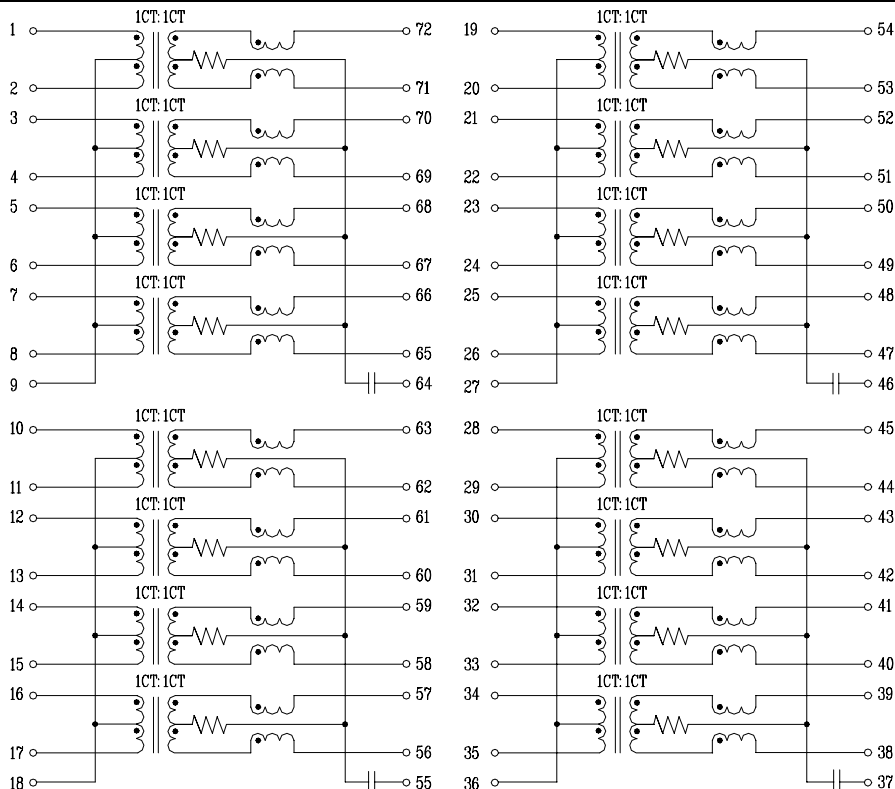 1CT:1CT 1CT:1CT
1 72 19 54
2 71 20 53
1CT:1CT 1CT:1CT
3 70 21 52
4 69 22 51
1CT:1CT 1CT:1CT
5 68 23 50
6 67 24 49
1CT:1CT 1CT:1CT
7 66 25 48
8 65 26 47
9 64 27 46
1CT:1CT 1CT:1CT
10 63 28 45
11 62 29 44
1CT:1CT 1CT:1CT
12 61 30 43
13 60 31 42
1CT:1CT 1CT:1CT
14 59 32 41
15 58 33 40
1CT:1CT 1CT:1CT
16 57 34 39
17 56 35 38
18 55 36 37